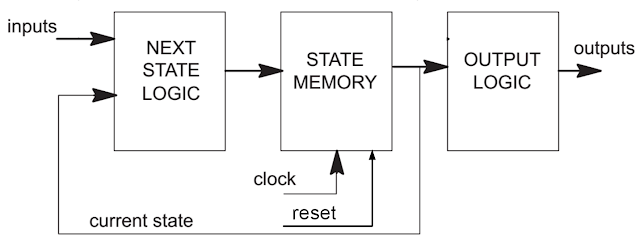 inputs
NEXT
STATE
LOGIC
STATE
MEMORY
OUTPUT
LOGIC
outputs
clock
reset
current state